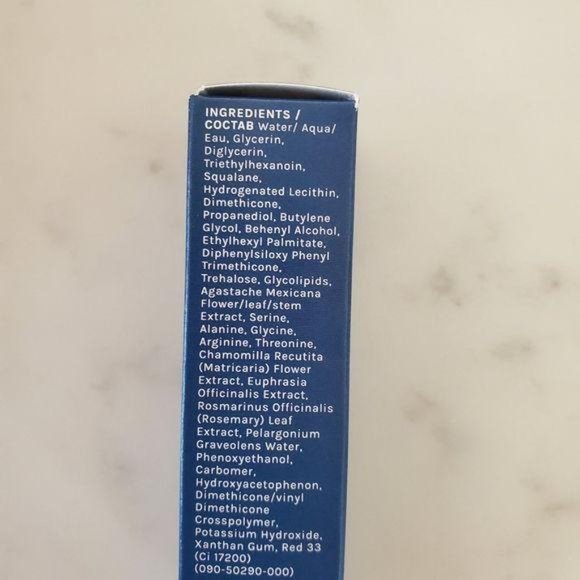 INGREDIENTS /
COCTAB Water/ Aqua/
Eau, Glycerin,
Diglycerin,
Triethylhexanoin,
Squalane,
Hydrogenated Lecithin,
Dimethicone,
Propanediol, Butylene
Glycol, Behenyl Alcohol,
Ethylhexyl Palmitate,
Diphenylsiloxy Phenyl
Trimethicone,
Trehalose, Glycolipids,
Agastache Mexicana
Flower/leaf/stem
Extract, Serine,
Alanine, Glycine,
Arginine, Threonine,
Chamomilla Recutita
(Matricaria) Flower
Extract, Euphrasia
Officinalis Extract,
Rosmarinus Officinalis
(Rosemary) Leaf
Extract, Pelargonium
Graveolens Water,
Phenoxyethanol,
Carbomer,
Hydroxyacetophenon,
Dimethicone/vinyl
Dimethicone
Crosspolymer,
Potassium Hydroxide,
Xanthan Gum, Red 33
(Ci 17200)
(090-50290-000)